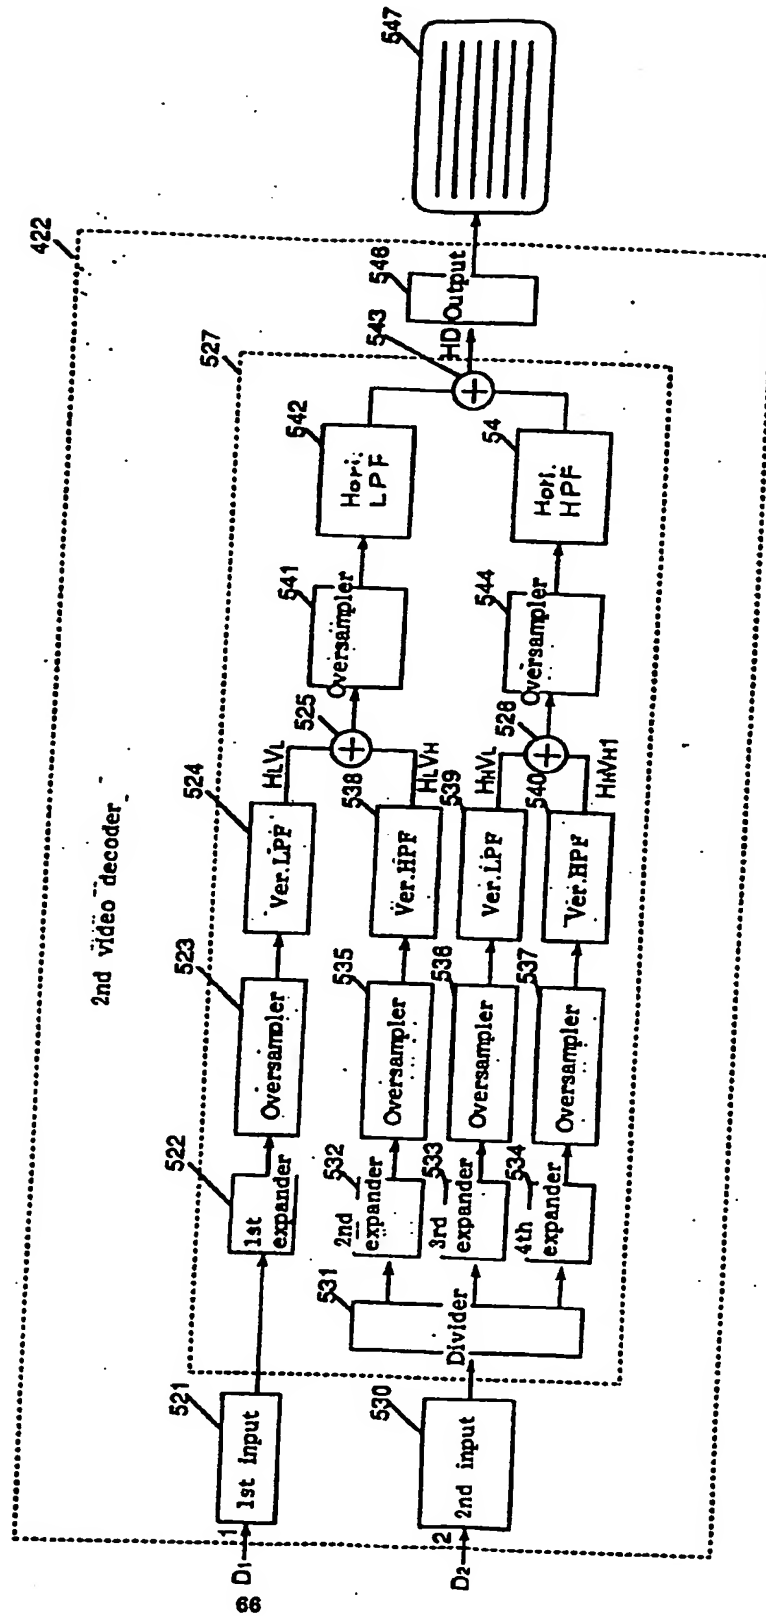 2nd video decoder
422
527
D1
1
521
1st input
522
1st
expander
523
Oversampler
524
Ver.LPF
HLVL
525
+
541
Oversampler
542
Hori.
LPF
543
+
HD Output
546
547
D2
2
530
2nd input
531
Divider
532
2nd
expander
535
Oversampler
538
Ver.HPF
HLVH
533
3rd
expander
536
Oversampler
539
Ver.LPF
HHVL
534
4th
expander
537
Oversampler
540
Ver.HPF
HHVH1
528
+
544
Oversampler
54
Hori.
HPF
66